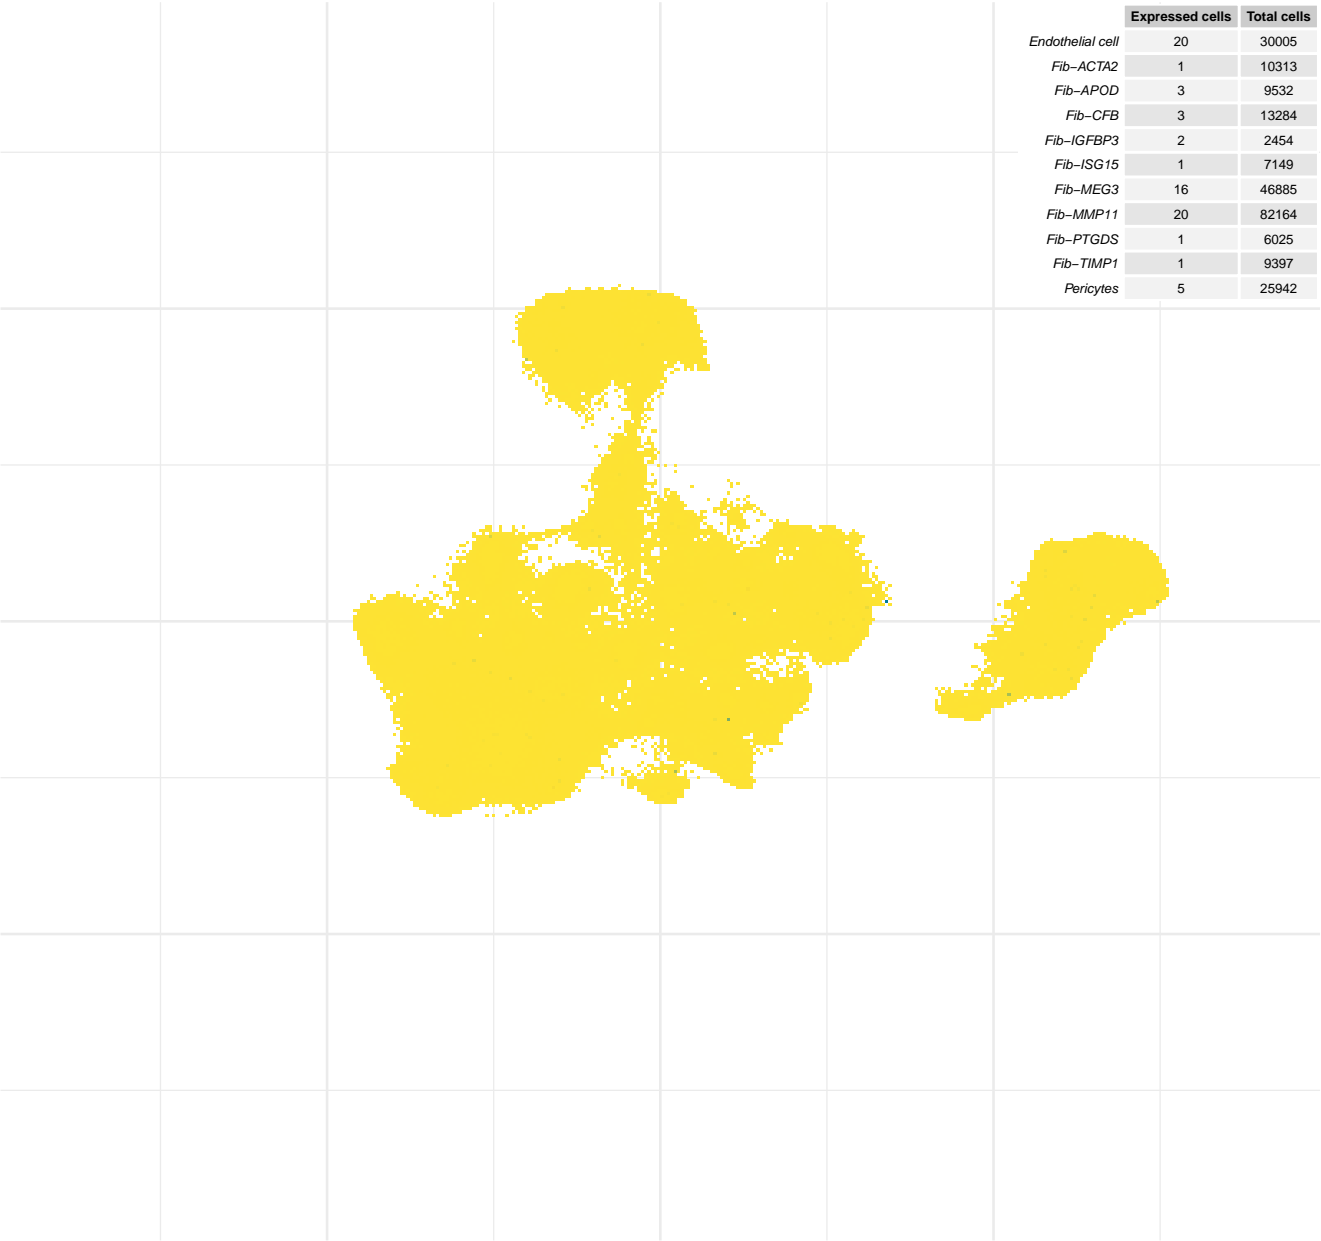 Expressed cells Total cells
Endothelial cell 20 30005
Fib−ACTA2 1 10313
Fib−APOD 3 9532
Fib−CFB 3 13284
Fib−IGFBP3 2 2454
Fib−ISG15 1 7149
Fib−MEG3 16 46885
Fib−MMP11 20 82164
Fib−PTGDS 1 6025
Fib−TIMP1 1 9397
Pericytes 5 25942